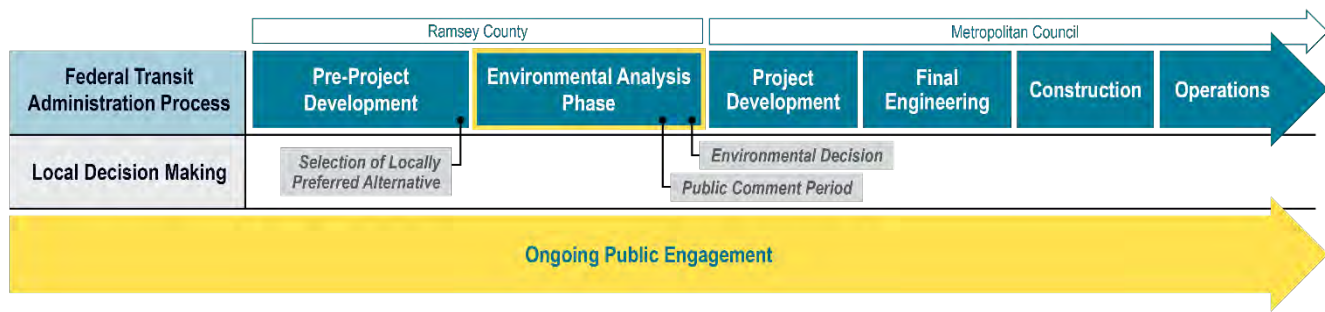 Ramsey County
Metropolitan Council
Federal Transit
Administration Process
Pre-Project
Development
Environmental Analysis
Phase
Project
Development
Final
Engineering
Construction
Operations
Local Decision Making
Selection of Locally
Preferred Alternative
Environmental Decision
Public Comment Period
Ongoing Public Engagement